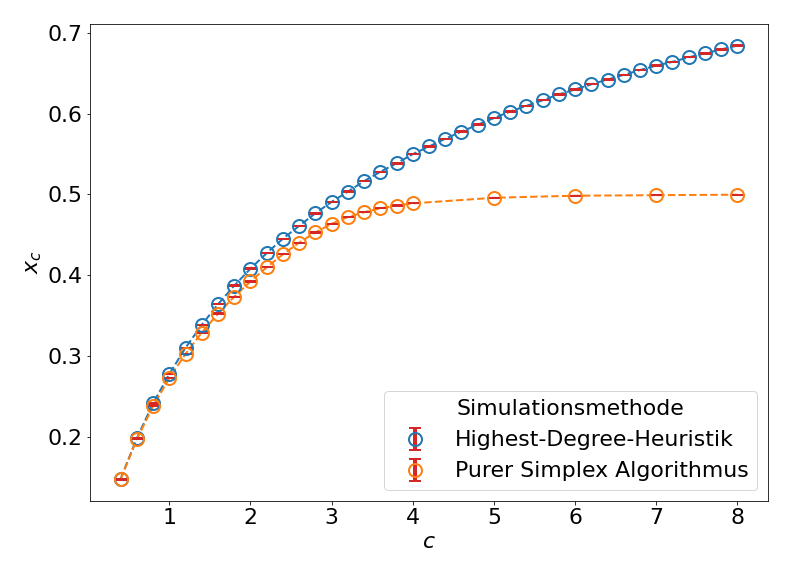 0.7
0.6
0.5
0.4
0.3
0.2
x_c
1 2 3 4 5 6 7 8
c
Simulationsmethode
Highest-Degree-Heuristik
Purer Simplex Algorithmus